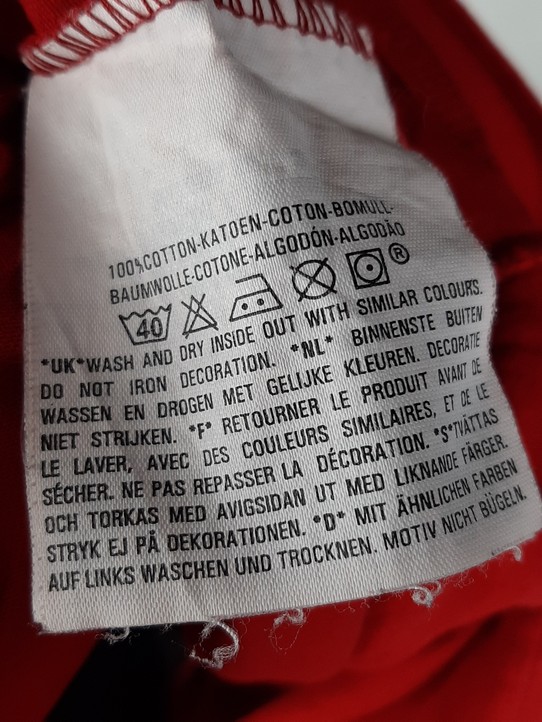 100% COTTON-KATOEN-COTON-BOMULL-
BAUMWOLLE-COTONE-ALGODÓN-ALGODÃO
40 ®
*UK*WASH AND DRY INSIDE OUT WITH SIMILAR COLOURS.
DO NOT IRON DECORATION. *NL* BINNENSTE BUITEN
WASSEN EN DROGEN MET GELIJKE KLEUREN. DECORATIE
NIET STRIJKEN. *F* RETOURNER LE PRODUIT AVANT DE
LE LAVER, AVEC DES COULEURS SIMILAIRES, ET DE LE
SÉCHER. NE PAS REPASSER LA DÉCORATION. *S*TVÄTTAS
OCH TORKAS MED AVIGSIDAN UT MED LIKNANDE FÄRGER.
STRYK EJ PÅ DEKORATIONEN. *D* MIT ÄHNLICHEN FARBEN
AUF LINKS WASCHEN UND TROCKNEN. MOTIV NICHT BÜGELN.